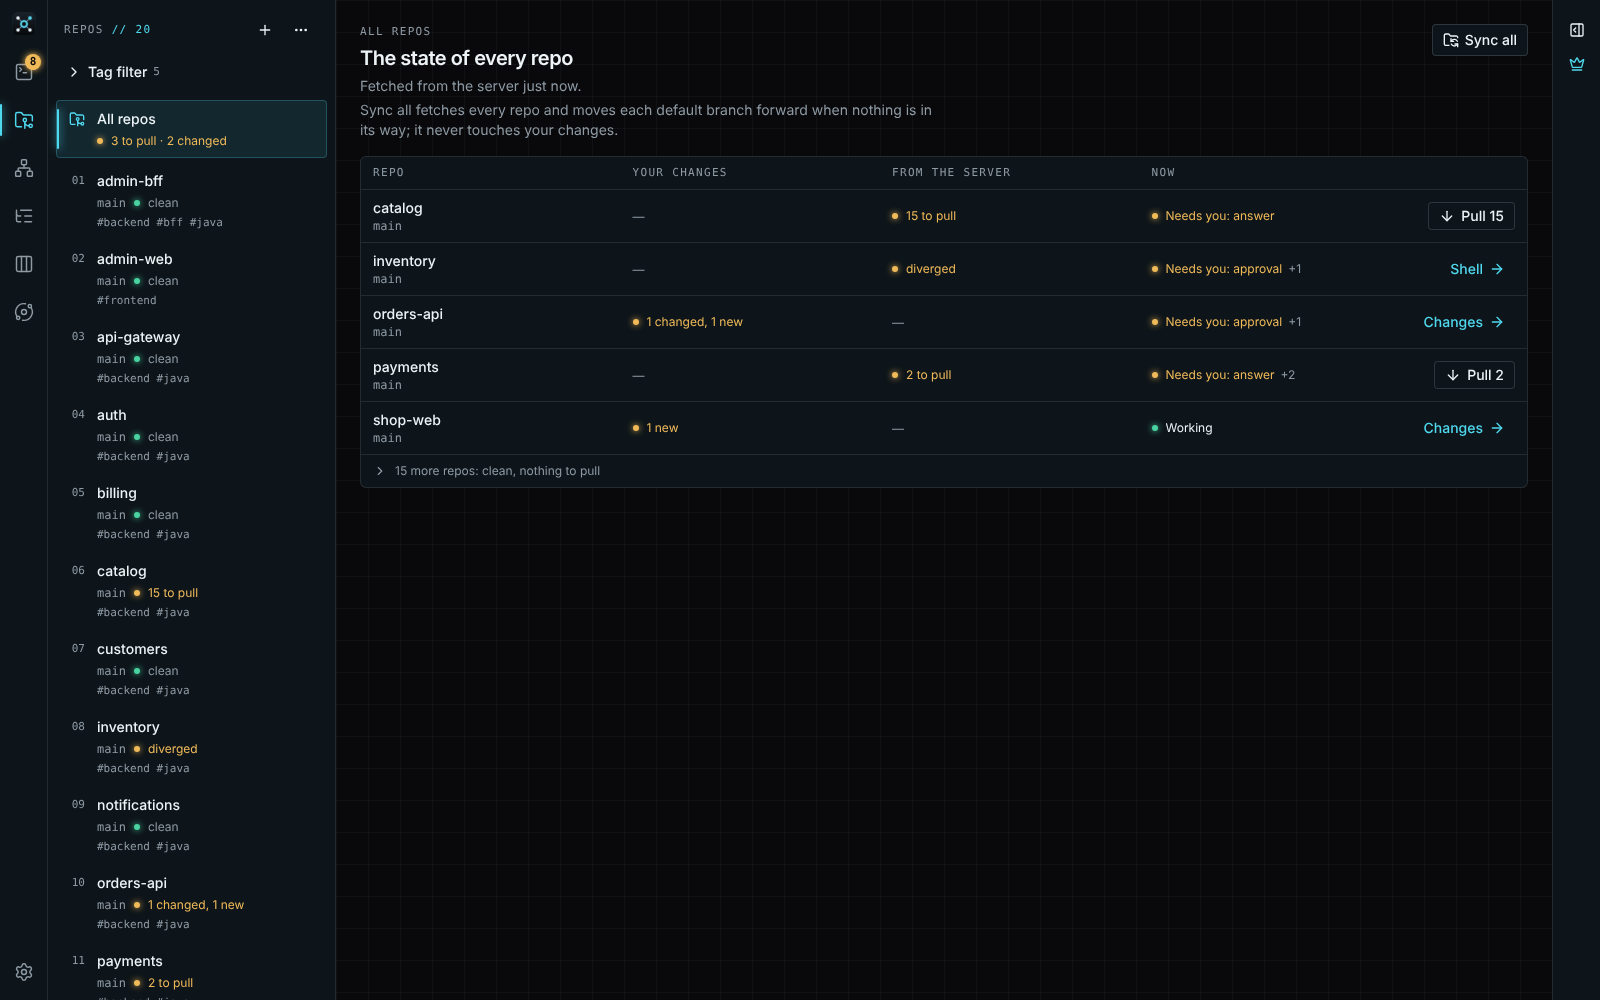 REPOS // 20
8
Tag filter 5
All repos
3 to pull · 2 changed
01 admin-bff
main clean
#backend #bff #java
02 admin-web
main clean
#frontend
03 api-gateway
main clean
#backend #java
04 auth
main clean
#backend #java
05 billing
main clean
#backend #java
06 catalog
main 15 to pull
#backend #java
07 customers
main clean
#backend #java
08 inventory
main diverged
#backend #java
09 notifications
main clean
#backend #java
10 orders-api
main 1 changed, 1 new
#backend #java
11 payments
main 2 to pull
ALL REPOS
The state of every repo
Fetched from the server just now.
Sync all fetches every repo and moves each default branch forward when nothing is in
its way; it never touches your changes.
Sync all
REPO YOUR CHANGES FROM THE SERVER NOW
catalog
main
— 15 to pull Needs you: answer Pull 15
inventory
main
— diverged Needs you: approval +1 Shell →
orders-api
main
1 changed, 1 new — Needs you: approval +1 Changes →
payments
main
— 2 to pull Needs you: answer +2 Pull 2
shop-web
main
1 new — Working Changes →
15 more repos: clean, nothing to pull